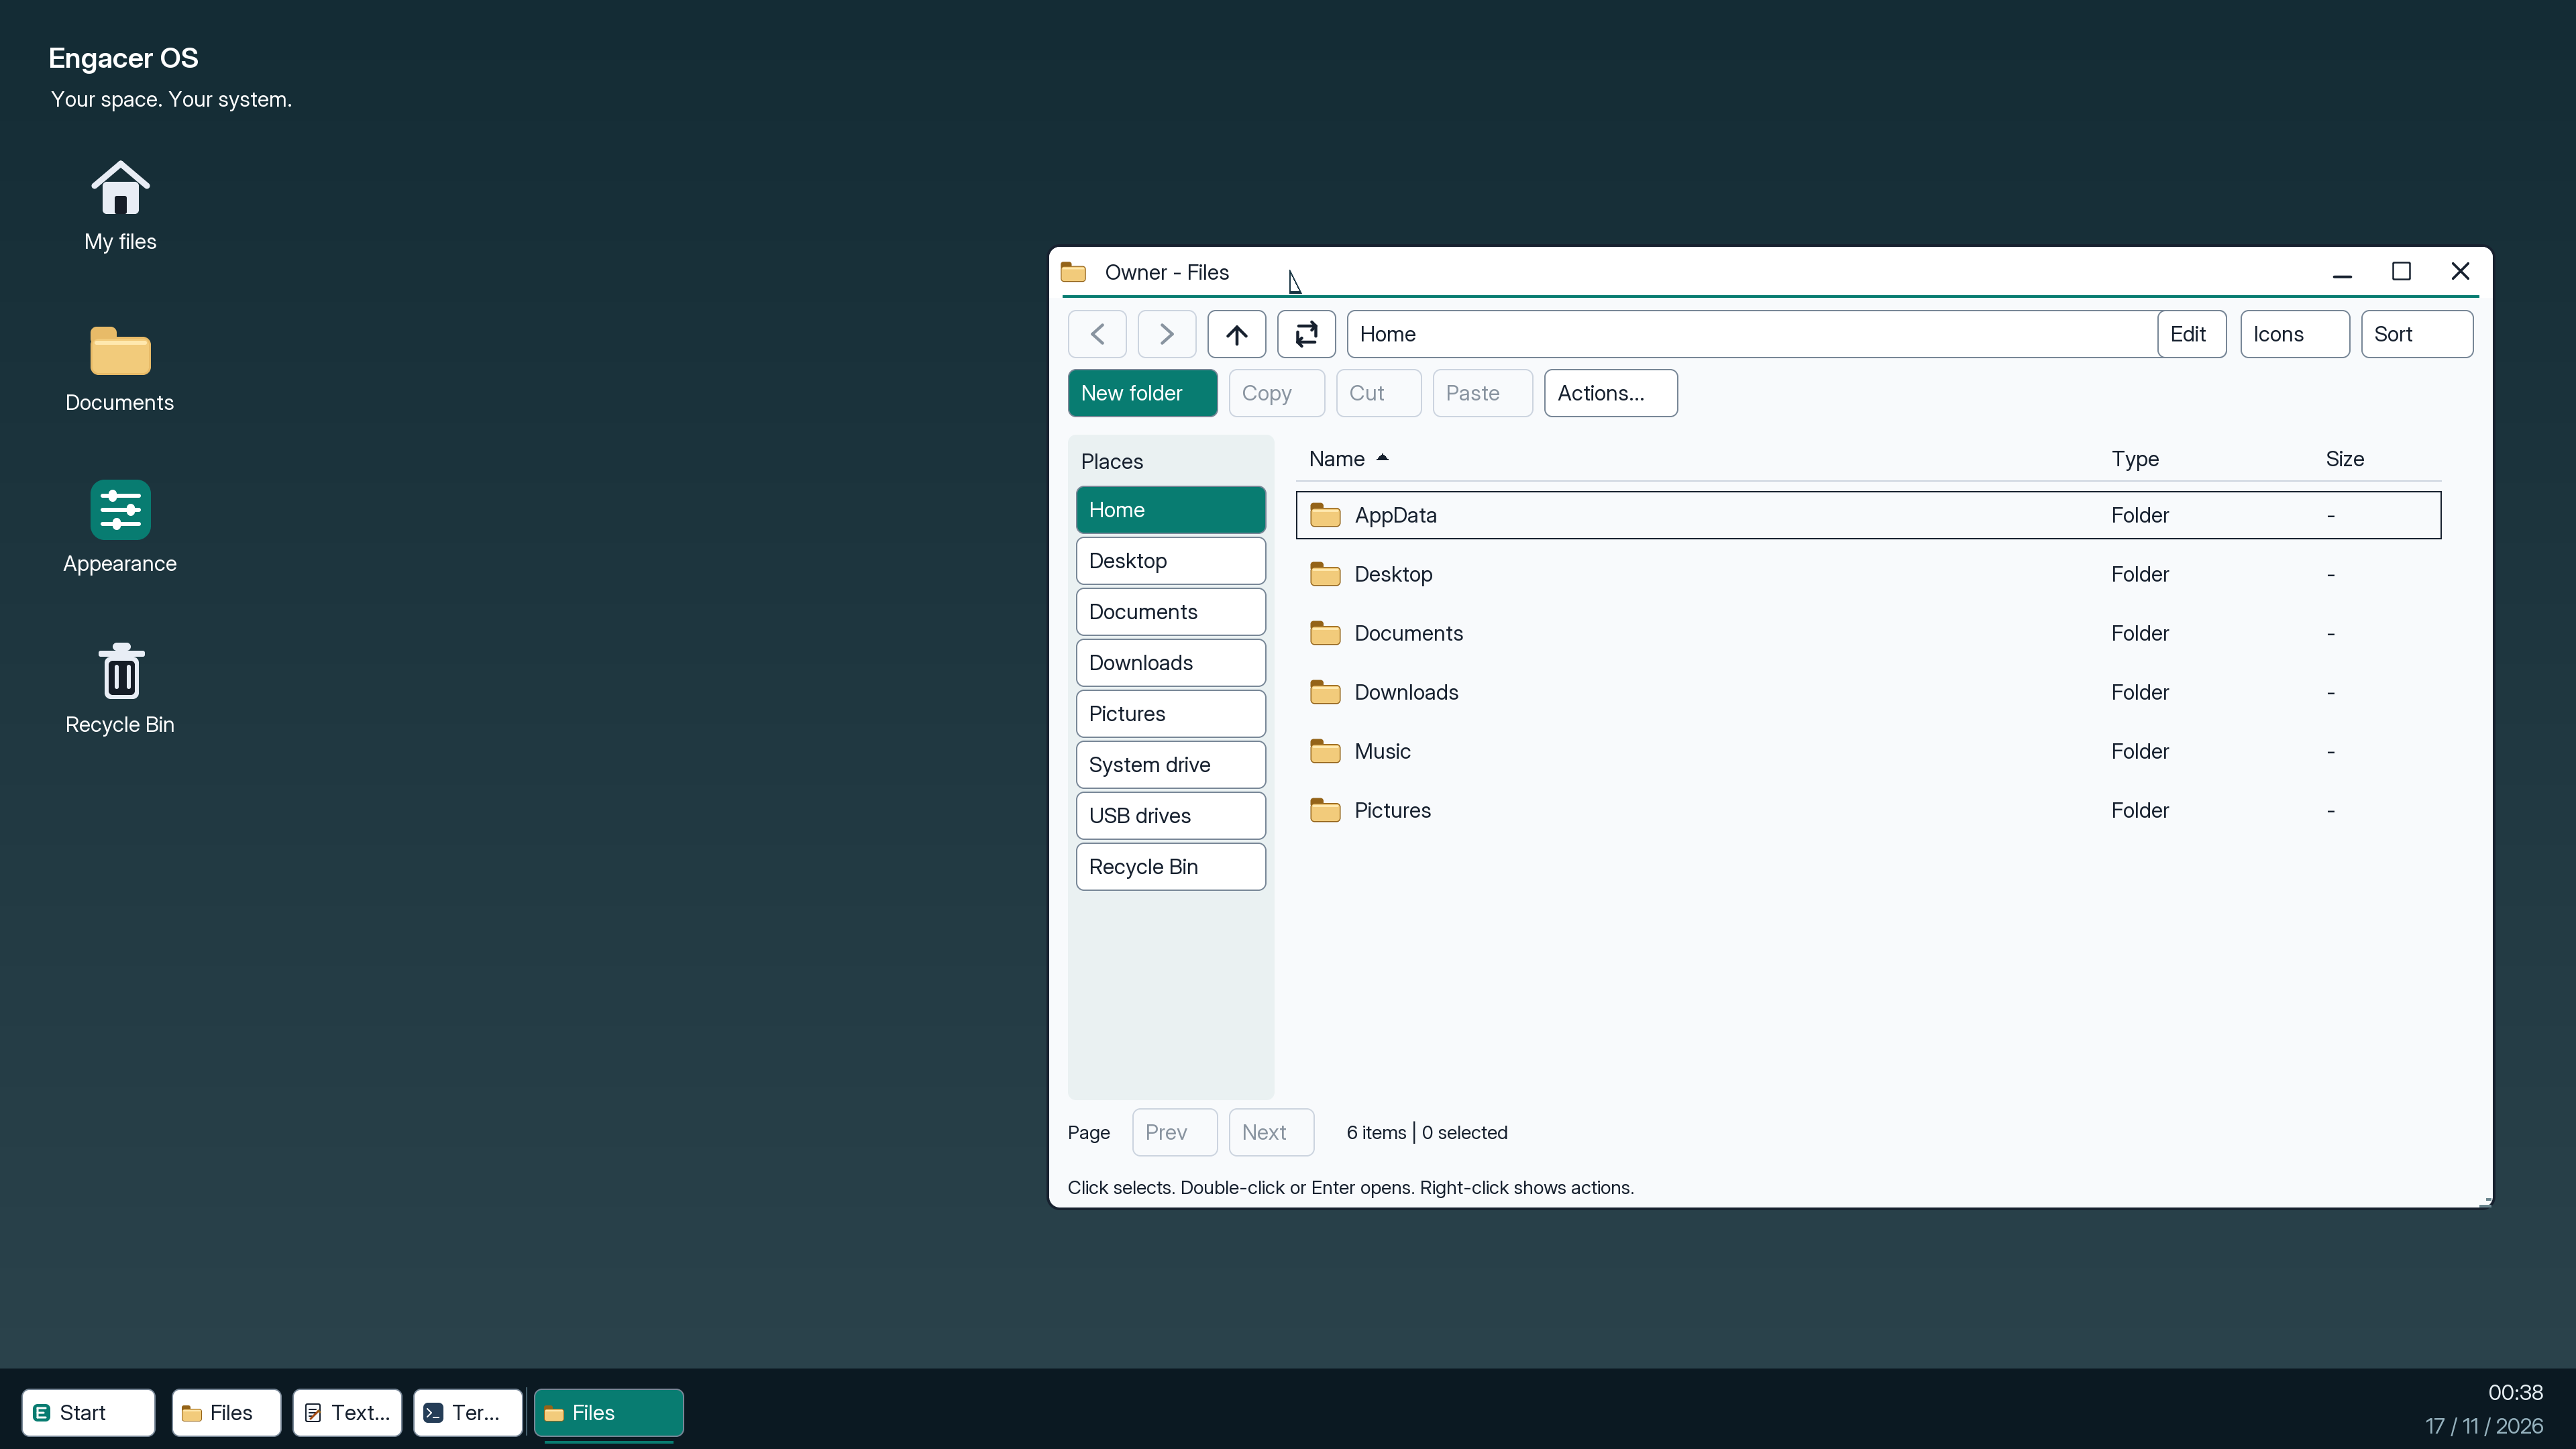 Engacer OS
Your space. Your system.
My files
Documents
Appearance
Recycle Bin
Owner - Files
Home
Edit
Icons
Sort
New folder
Copy
Cut
Paste
Actions...
Places
Home
Desktop
Documents
Downloads
Pictures
System drive
USB drives
Recycle Bin
Name Type Size
AppData Folder -
Desktop Folder -
Documents Folder -
Downloads Folder -
Music Folder -
Pictures Folder -
Page Prev Next 6 items | 0 selected
Click selects. Double-click or Enter opens. Right-click shows actions.
Start
Files
Text...
Ter...
Files
00:38
17 / 11 / 2026